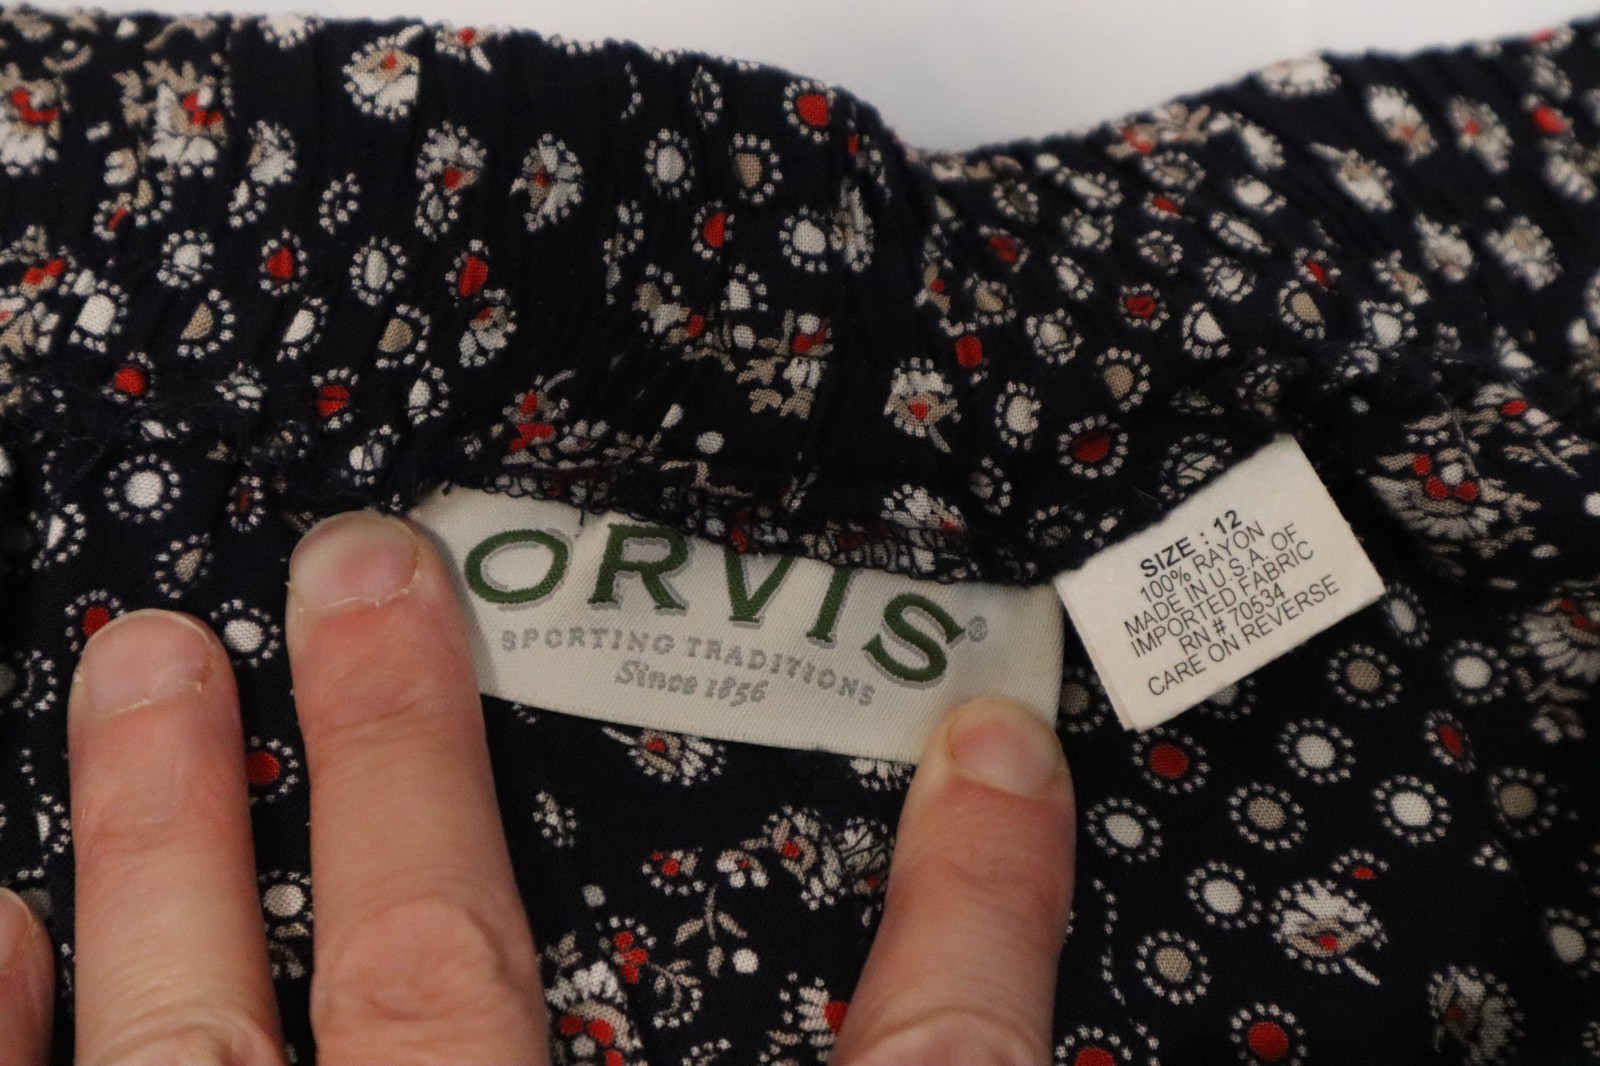 ORVIS®
SPORTING TRADITIONS
Since 1856
SIZE : 12
100% RAYON
MADE IN U.S.A. OF
IMPORTED FABRIC
RN # 70534
CARE ON REVERSE